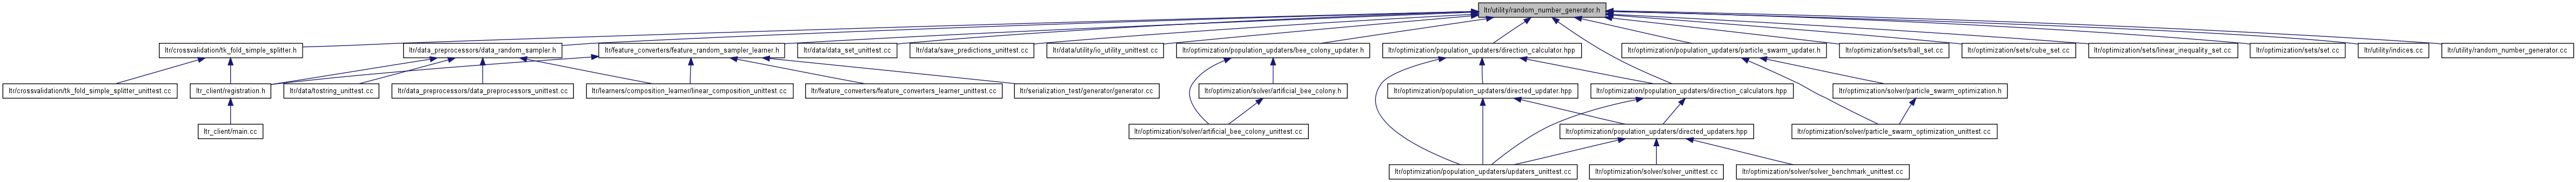 ltr/utility/random_number_generator.h
ltr/crossvalidation/tk_fold_simple_splitter.h
ltr/data_preprocessors/data_random_sampler.h
ltr/feature_converters/feature_random_sampler_learner.h
ltr/data/data_set_unittest.cc
ltr/data/save_predictions_unittest.cc
ltr/data/utility/io_utility_unittest.cc
ltr/optimization/population_updaters/bee_colony_updater.h
ltr/optimization/population_updaters/direction_calculator.hpp
ltr/optimization/population_updaters/particle_swarm_updater.h
ltr/optimization/sets/ball_set.cc
ltr/optimization/sets/cube_set.cc
ltr/optimization/sets/linear_inequality_set.cc
ltr/optimization/sets/set.cc
ltr/utility/indices.cc
ltr/utility/random_number_generator.cc
ltr/crossvalidation/tk_fold_simple_splitter_unittest.cc
ltr_client/registration.h
ltr/data/tostring_unittest.cc
ltr/data_preprocessors/data_preprocessors_unittest.cc
ltr/learners/composition_learner/linear_composition_unittest.cc
ltr/feature_converters/feature_converters_learner_unittest.cc
ltr/serialization_test/generator/generator.cc
ltr/optimization/solver/artificial_bee_colony.h
ltr/optimization/population_updaters/directed_updater.hpp
ltr/optimization/population_updaters/direction_calculators.hpp
ltr/optimization/solver/particle_swarm_optimization.h
ltr_client/main.cc
ltr/optimization/solver/artificial_bee_colony_unittest.cc
ltr/optimization/population_updaters/directed_updaters.hpp
ltr/optimization/solver/particle_swarm_optimization_unittest.cc
ltr/optimization/population_updaters/updaters_unittest.cc
ltr/optimization/solver/solver_unittest.cc
ltr/optimization/solver/solver_benchmark_unittest.cc